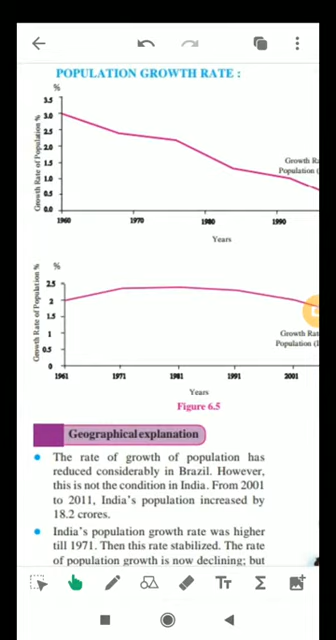 POPULATION GROWTH RATE :
%
3.5
3.0
2.5
2.0
1.5
1.0
0.5
0.0
Growth Rate of Population %
Growth Ra
Population (
1960 1970 1980 1990
Years
%
2.5
2
1.5
1
0.5
0
Growth Rate of Population %
Growth Rat
Population (I
1961 1971 1981 1991 2001
Years
Figure 6.5
Geographical explanation
The rate of growth of population has
reduced considerably in Brazil. However,
this is not the condition in India. From 2001
to 2011, India's population increased by
18.2 crores.
India's population growth rate was higher
till 1971. Then this rate stabilized. The rate
of population growth is now declining; but
Tт Σ